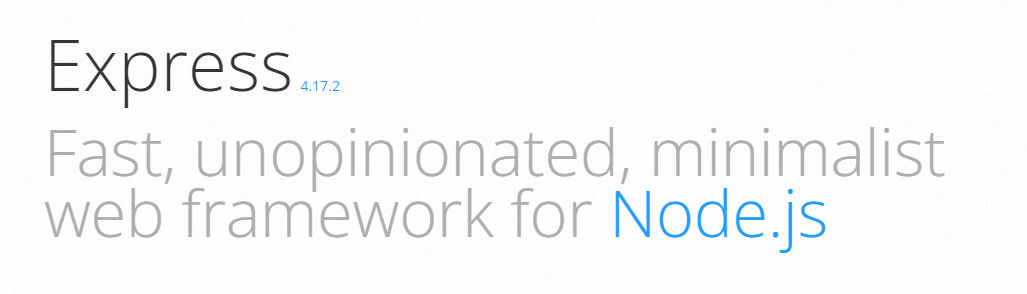 Express 4.17.2
Fast, unopinionated, minimalist
web framework for Node.js